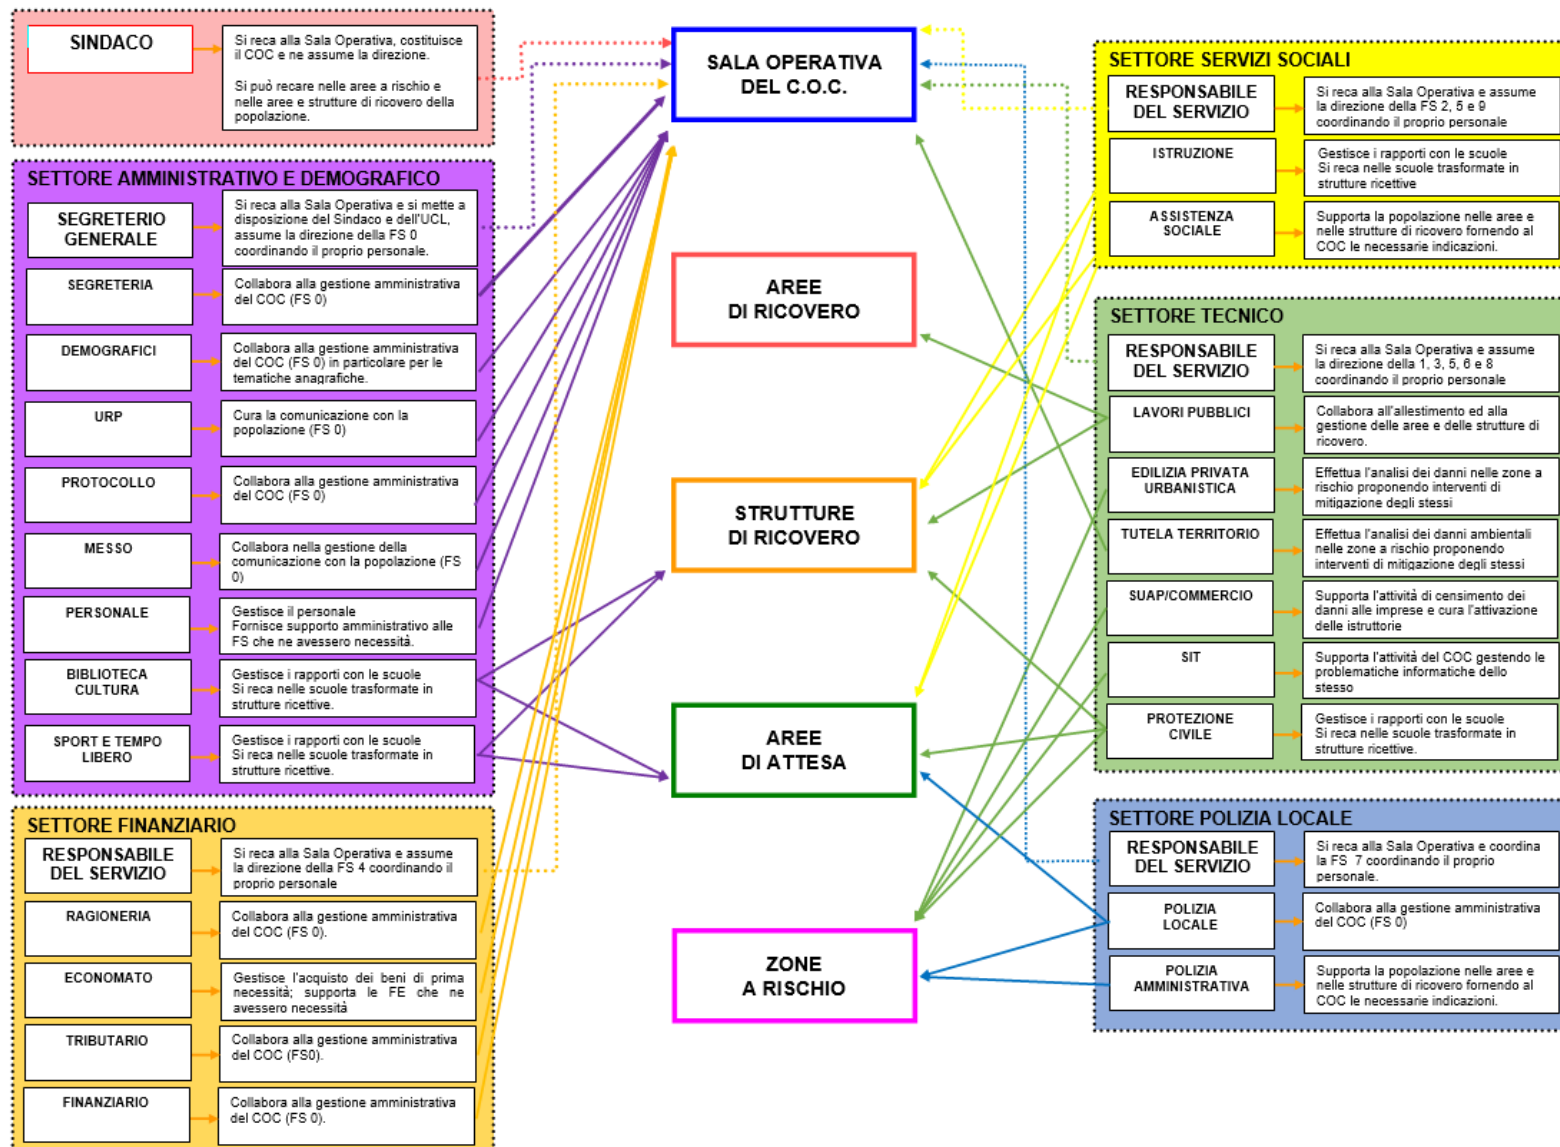 SINDACO
Si reca alla Sala Operativa, costituisce
il COC e ne assume la direzione.
Si può recare nelle aree a rischio e
nelle aree e strutture di ricovero della
popolazione.
SETTORE AMMINISTRATIVO E DEMOGRAFICO
SEGRETERIO
GENERALE
Si reca alla Sala Operativa e si mette a
disposizione del Sindaco e dell'UCL,
assume la direzione della FS 0
coordinando il proprio personale.
SEGRETERIA
Collabora alla gestione amministrativa
del COC (FS 0)
DEMOGRAFICI
Collabora alla gestione amministrativa
del COC (FS 0) in particolare per le
tematiche anagrafiche.
URP
Cura la comunicazione con la
popolazione (FS 0)
PROTOCOLLO
Collabora alla gestione amministrativa
del COC (FS 0)
MESSO
Collabora nella gestione della
comunicazione con la popolazione (FS
0)
PERSONALE
Gestisce il personale
Fornisce supporto amministrativo alle
FS che ne avessero necessità.
BIBLIOTECA
CULTURA
Gestisce i rapporti con le scuole
Si reca nelle scuole trasformate in
strutture ricettive.
SPORT E TEMPO
LIBERO
Gestisce i rapporti con le scuole
Si reca nelle scuole trasformate in
strutture ricettive.
SETTORE FINANZIARIO
RESPONSABILE
DEL SERVIZIO
Si reca alla Sala Operativa e assume
la direzione della FS 4 coordinando il
proprio personale
RAGIONERIA
Collabora alla gestione amministrativa
del COC (FS 0).
ECONOMATO
Gestisce l'acquisto dei beni di prima
necessità; supporta le FE che ne
avessero necessità
TRIBUTARIO
Collabora alla gestione amministrativa
del COC (FS0).
FINANZIARIO
Collabora alla gestione amministrativa
del COC (FS 0).
SALA OPERATIVA
DEL C.O.C.
AREE
DI RICOVERO
STRUTTURE
DI RICOVERO
AREE
DI ATTESA
ZONE
A RISCHIO
SETTORE SERVIZI SOCIALI
RESPONSABILE
DEL SERVIZIO
Si reca alla Sala Operativa e assume
la direzione della FS 2, 5 e 9
coordinando il proprio personale
ISTRUZIONE
Gestisce i rapporti con le scuole
Si reca nelle scuole trasformate in
strutture ricettive
ASSISTENZA
SOCIALE
Supporta la popolazione nelle aree e
nelle strutture di ricovero fornendo al
COC le necessarie indicazioni.
SETTORE TECNICO
RESPONSABILE
DEL SERVIZIO
Si reca alla Sala Operativa e assume
la direzione della 1, 3, 5, 6 e 8
coordinando il proprio personale
LAVORI PUBBLICI
Collabora all'allestimento ed alla
gestione delle aree e delle strutture di
ricovero.
EDILIZIA PRIVATA
URBANISTICA
Effettua l'analisi dei danni nelle zone a
rischio proponendo interventi di
mitigazione degli stessi
TUTELA TERRITORIO
Effettua l'analisi dei danni ambientali
nelle zone a rischio proponendo
interventi di mitigazione degli stessi
SUAP/COMMERCIO
Supporta l'attività di censimento dei
danni alle imprese e cura l'attivazione
delle istruttorie
SIT
Supporta l'attività del COC gestendo le
problematiche informatiche dello
stesso
PROTEZIONE
CIVILE
Gestisce i rapporti con le scuole
Si reca nelle scuole trasformate in
strutture ricettive.
SETTORE POLIZIA LOCALE
RESPONSABILE
DEL SERVIZIO
Si reca alla Sala Operativa e coordina
la FS 7 coordinando il proprio
personale.
POLIZIA
LOCALE
Collabora alla gestione amministrativa
del COC (FS 0)
POLIZIA
AMMINISTRATIVA
Supporta la popolazione nelle aree e
nelle strutture di ricovero fornendo al
COC le necessarie indicazioni.